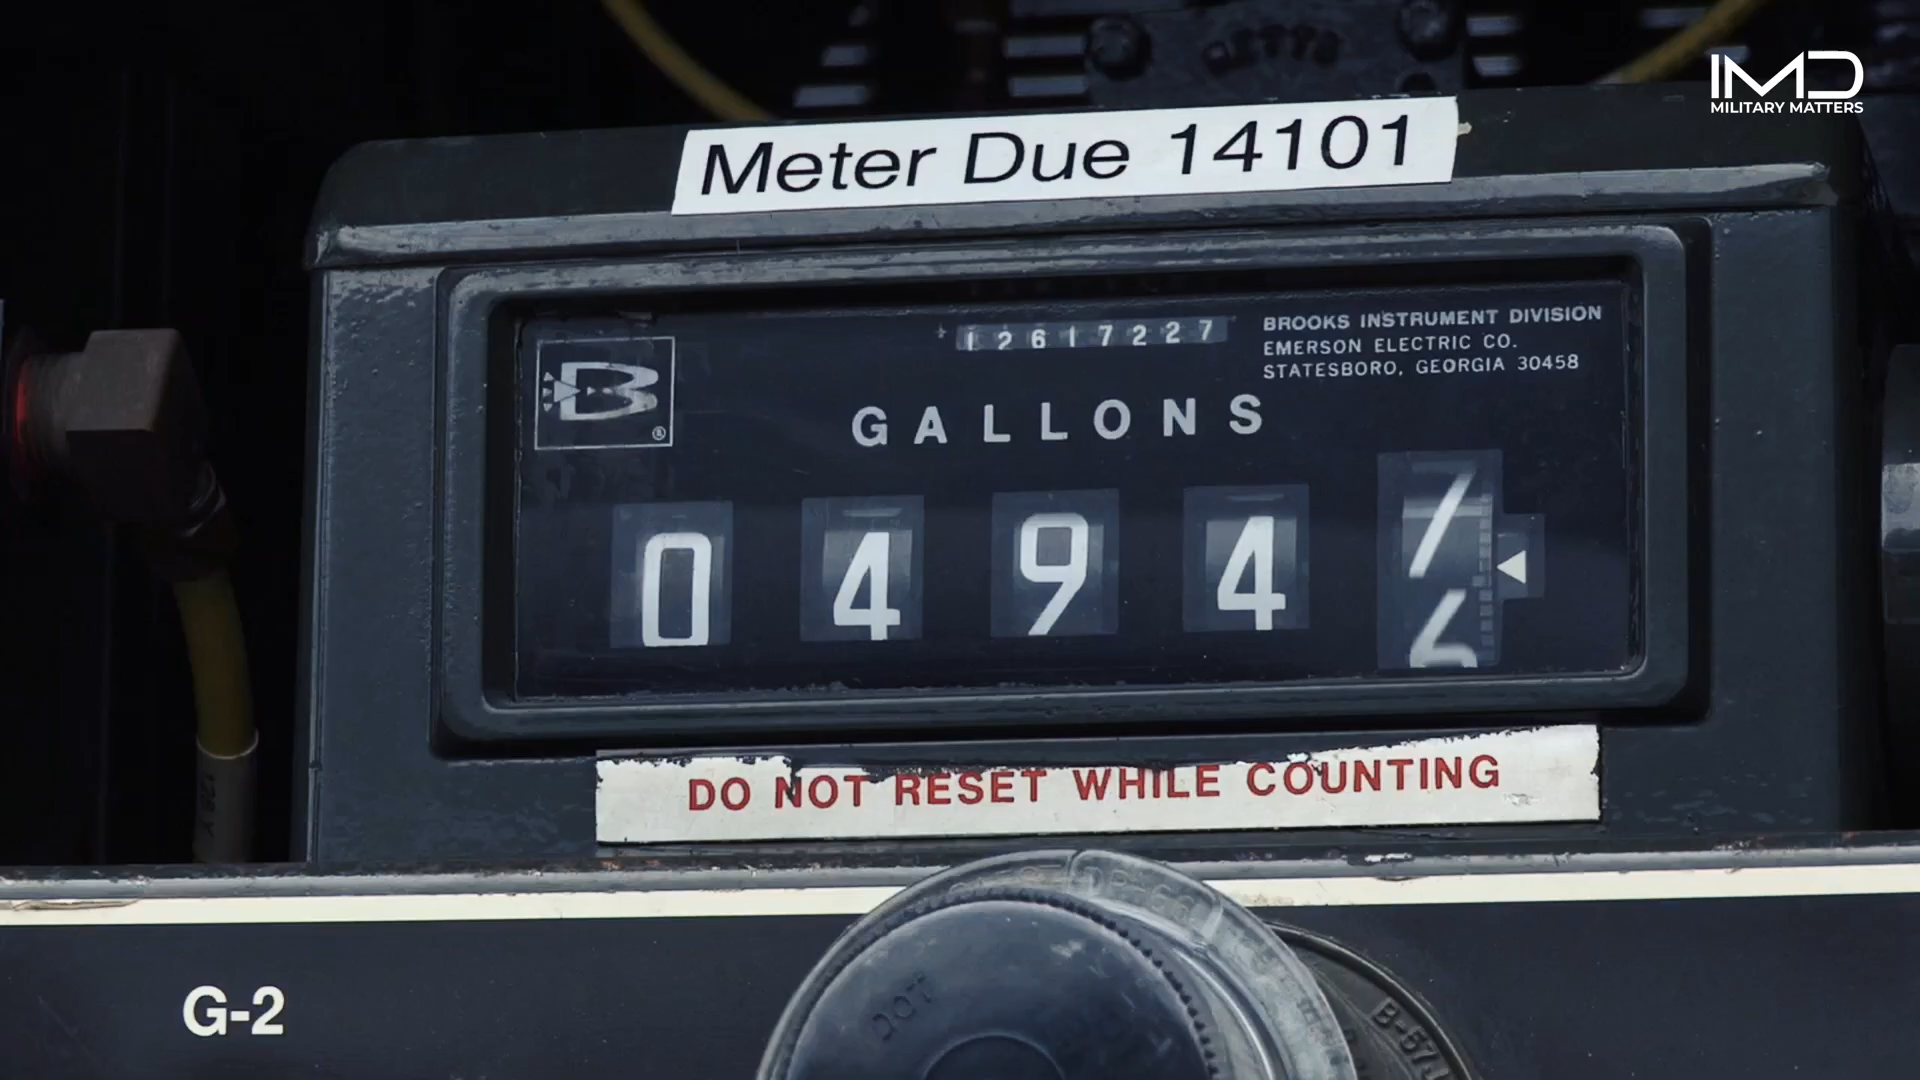 IMD
MILITARY MATTERS
Meter Due 14101
12617227
BROOKS INSTRUMENT DIVISION
EMERSON ELECTRIC CO.
STATESBORO, GEORGIA 30458
B
®
GALLONS
0 4 9 4 7
6
DO NOT RESET WHILE COUNTING
G-2